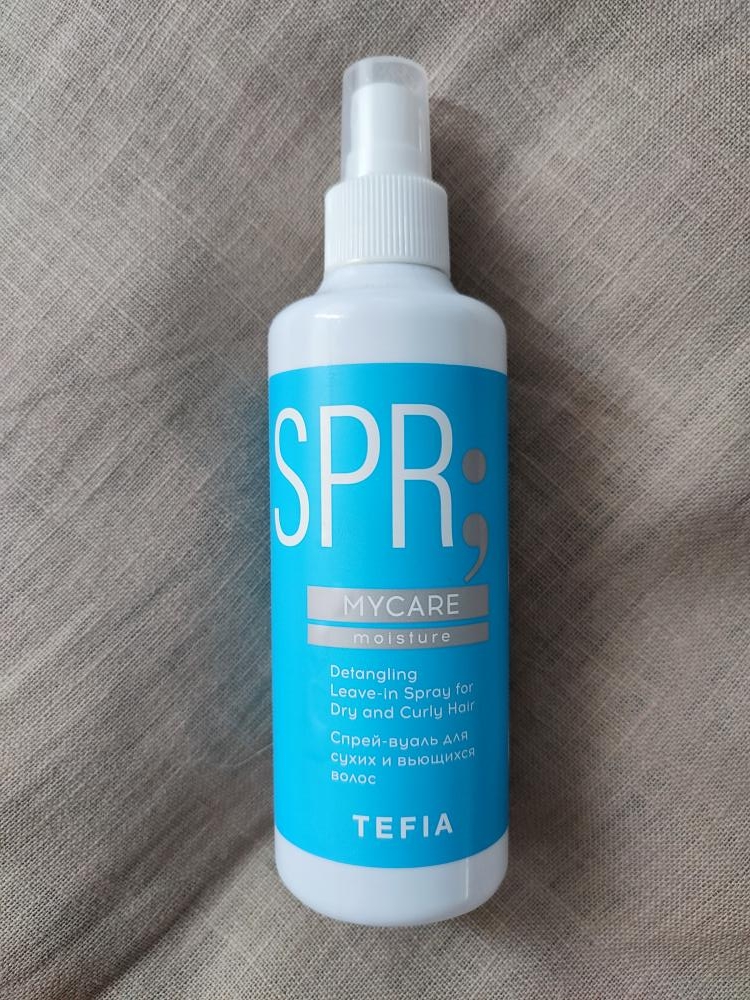 SPR;
MYCARE
moisture
Detangling
Leave-in Spray for
Dry and Curly Hair
Спрей-вуаль для
сухих и вьющихся
волос
TEFIA